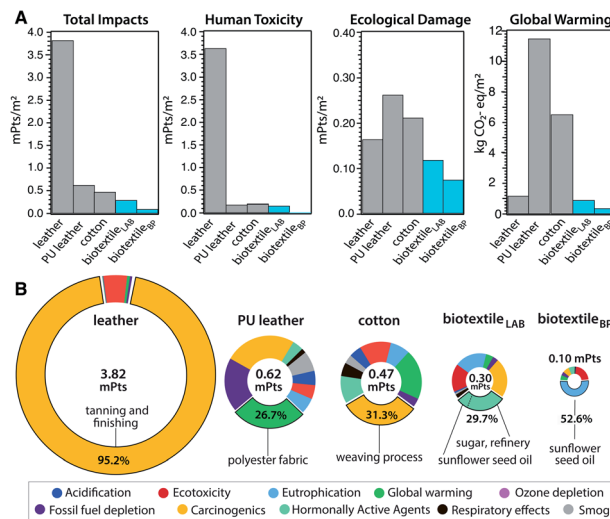 A
Total Impacts
Human Toxicity
Ecological Damage
Global Warming
mPts/m²
4.0
3.5
3.0
2.5
2.0
1.5
1.0
0.5
0.0
leather
PU leather
cotton
biotextileLAB
biotextileBP
mPts/m²
4.0
3.5
3.0
2.5
2.0
1.5
1.0
0.5
0.0
leather
PU leather
cotton
biotextileLAB
biotextileBP
mPts/m²
0.40
0.30
0.20
0.10
0.00
leather
PU leather
cotton
biotextileLAB
biotextileBP
kg CO₂- eq/m²
12
10
8
6
4
2
0
leather
PU leather
cotton
biotextileLAB
biotextileBP
B
leather
3.82
mPts
tanning and
finishing
95.2%
PU leather
0.62
mPts
26.7%
polyester fabric
cotton
0.47
mPts
31.3%
weaving process
biotextileLAB
0.30
mPts
29.7%
sugar, refinery
sunflower seed oil
biotextileBP
0.10 mPts
52.6%
sunflower
seed oil
Acidification Ecotoxicity Eutrophication Global warming Ozone depletion
Fossil fuel depletion Carcinogenics Hormonally Active Agents Respiratory effects Smog